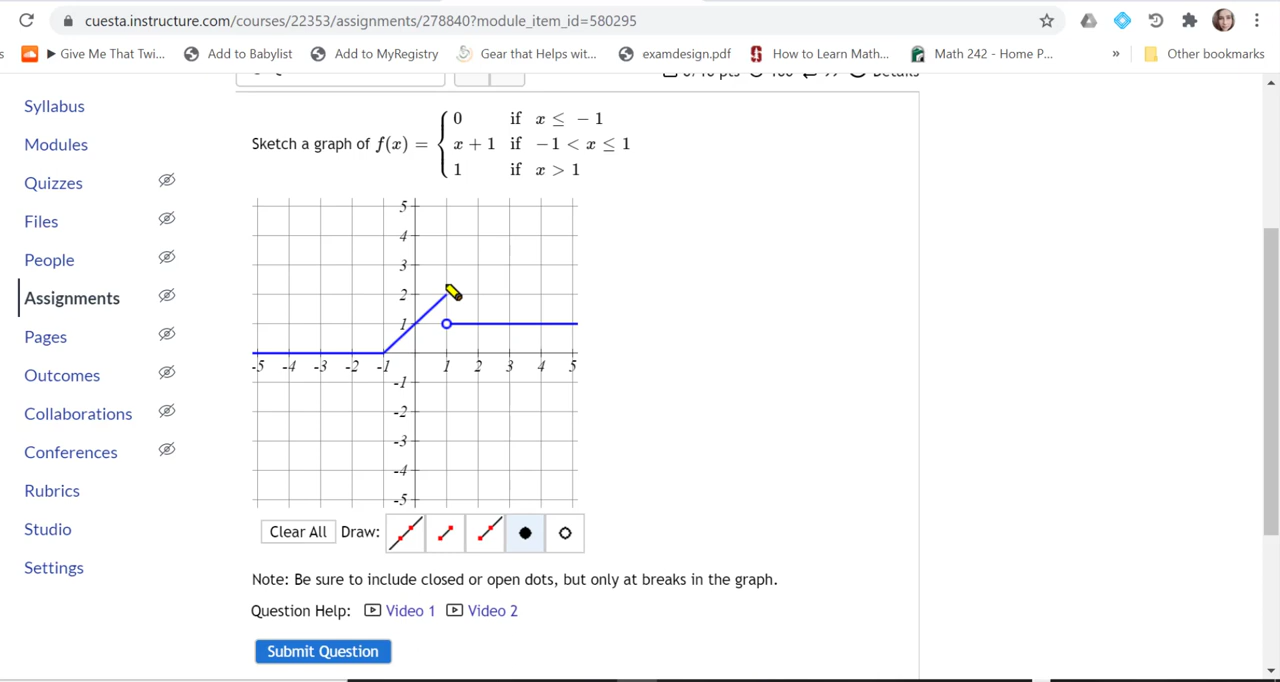 cuesta.instructure.com/courses/22353/assignments/278840?module_item_id=580295
s ▶ Give Me That Twi... Add to Babylist Add to MyRegistry Gear that Helps wit... examdesign.pdf How to Learn Math... Math 242 - Home P... » Other bookmarks
Details
Syllabus
Modules
Quizzes
Files
People
Assignments
Pages
Outcomes
Collaborations
Conferences
Rubrics
Studio
Settings
0 if x ≤ −1
Sketch a graph of f(x) = { x + 1 if −1 < x ≤ 1
1 if x > 1
5
4
3
2
1
-5 -4 -3 -2 -1 1 2 3 4 5
-1
-2
-3
-4
-5
Clear All Draw:
Note: Be sure to include closed or open dots, but only at breaks in the graph.
Question Help: Video 1 Video 2
Submit Question